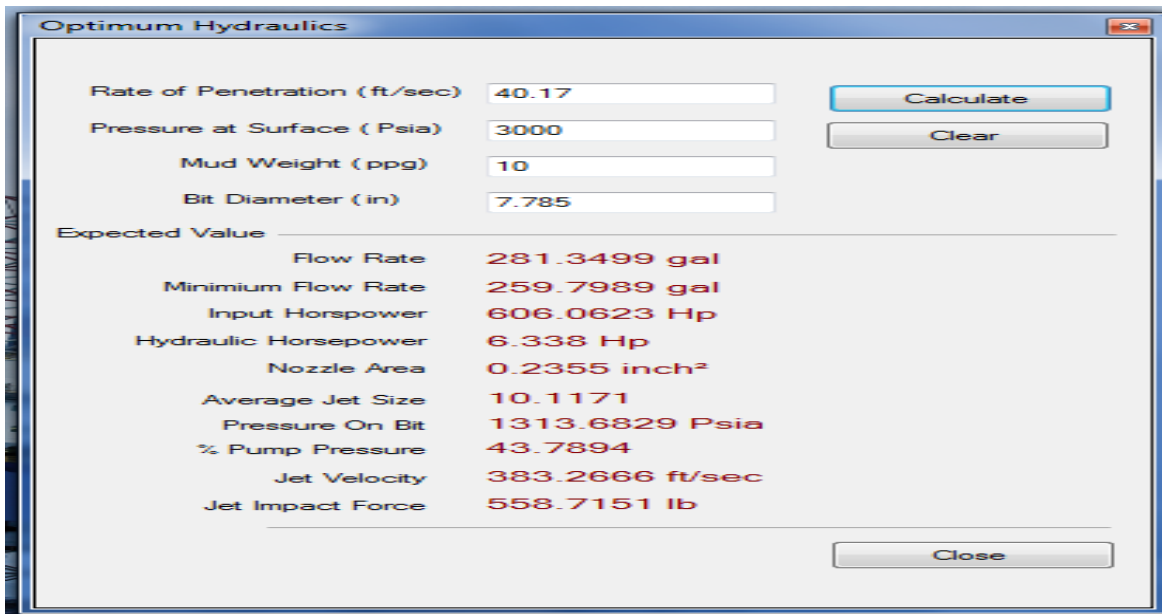 Optimum Hydraulics
Rate of Penetration (ft/sec) 40.17 Calculate
Pressure at Surface ( Psia) 3000 Clear
Mud Weight (ppg) 10
Bit Diameter (in) 7.785
Expected Value
Flow Rate 281.3499 gal
Minimium Flow Rate 259.7989 gal
Input Horspower 606.0623 Hp
Hydraulic Horsepower 6.338 Hp
Nozzle Area 0.2355 inch²
Average Jet Size 10.1171
Pressure On Bit 1313.6829 Psia
% Pump Pressure 43.7894
Jet Velocity 383.2666 ft/sec
Jet Impact Force 558.7151 lb
Close